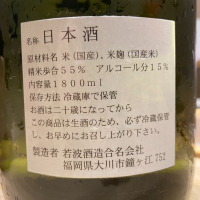 名称 日本酒
原材料名 米(国産)、米麹(国産米)
精米歩合55% アルコール分15%
内容量1800ml
保存方法 冷蔵庫で保管
お酒は二十歳になってから
この商品は生酒のため、必ず冷蔵保管
し、お早めにお召し上がり下さい。
製造者 若波酒造合名会社
福岡県大川市鐘ヶ江752